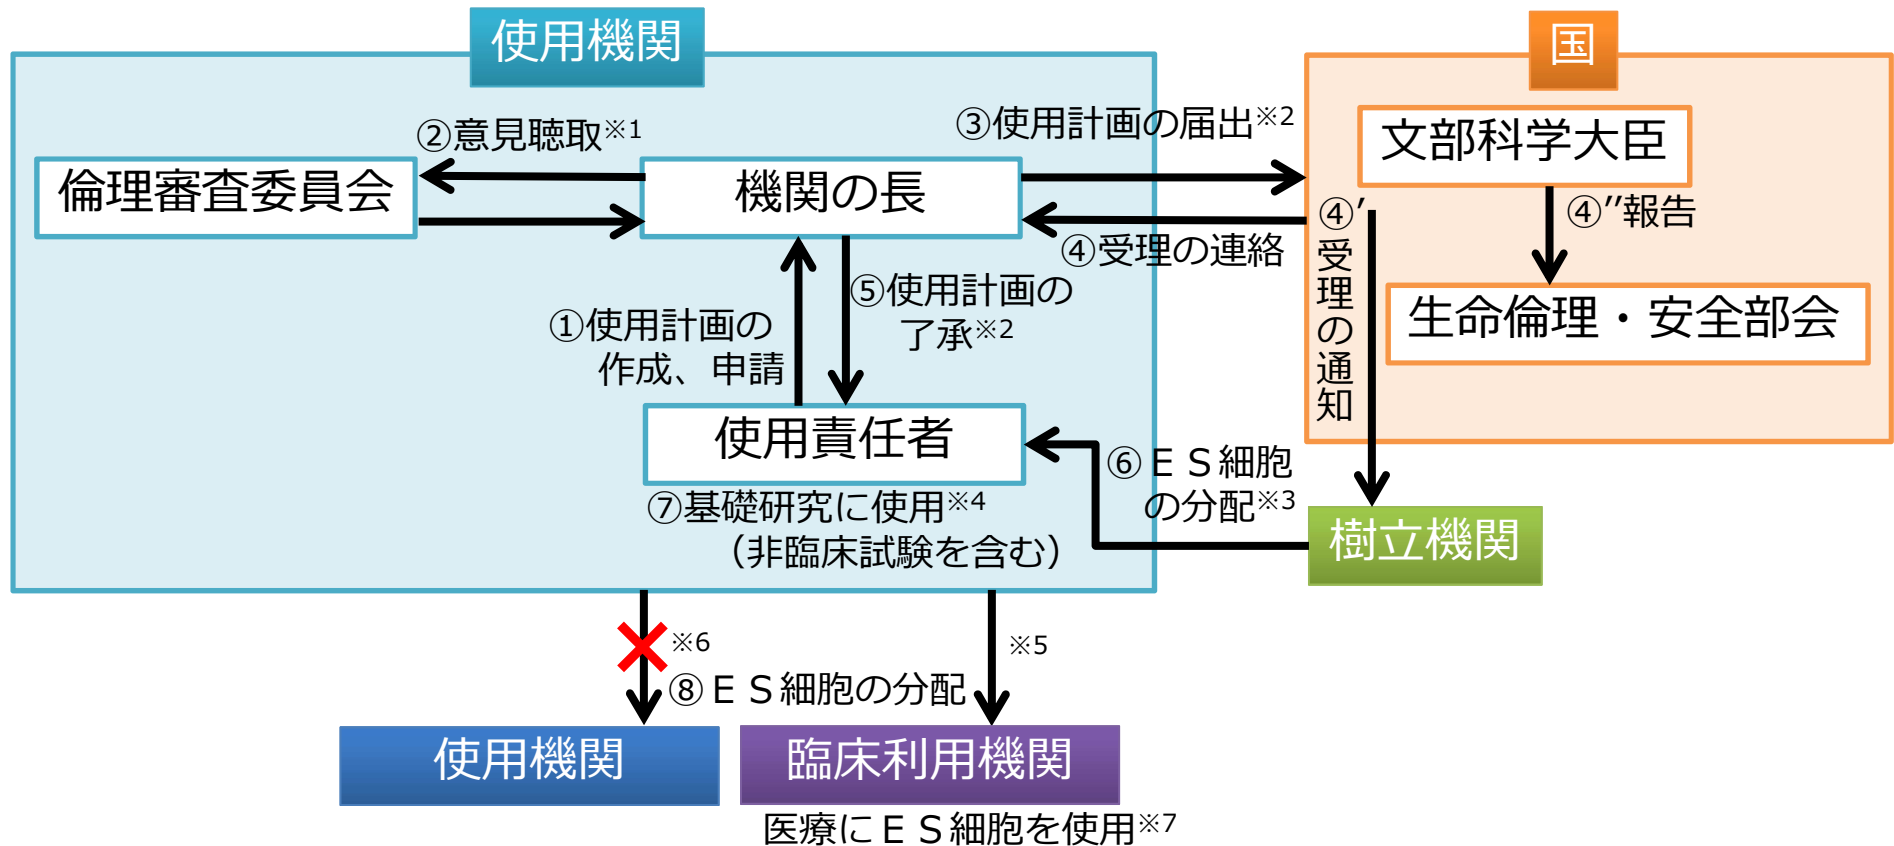 使用機関
国
②意見聴取※1
③使用計画の届出※2
文部科学大臣
倫理審査委員会
機関の長
④受理の連絡
④′受理の通知
④″報告
生命倫理・安全部会
①使用計画の
作成、申請
⑤使用計画の
了承※2
使用責任者
⑥ＥＳ細胞
の分配※3
⑦基礎研究に使用※4
（非臨床試験を含む）
樹立機関
※6
※5
⑧ＥＳ細胞の分配
使用機関
臨床利用機関
医療にＥＳ細胞を使用※7